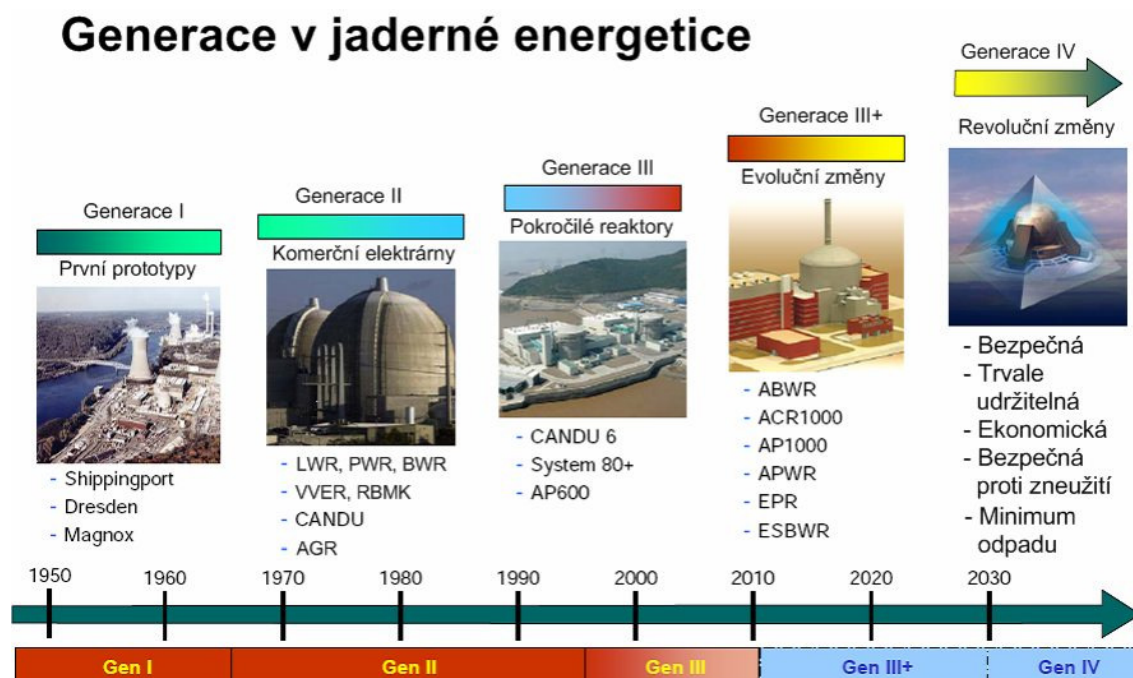 Generace v jaderné energetice
Generace I
První prototypy
- Shippingport
- Dresden
- Magnox
Generace II
Komerční elektrárny
- LWR, PWR, BWR
- VVER, RBMK
- CANDU
- AGR
Generace III
Pokročilé reaktory
- CANDU 6
- System 80+
- AP600
Generace III+
Evoluční změny
- ABWR
- ACR1000
- AP1000
- APWR
- EPR
- ESBWR
Generace IV
Revoluční změny
- Bezpečná
- Trvale
udržitelná
- Ekonomická
- Bezpečná
proti zneužití
- Minimum
odpadu
1950 1960 1970 1980 1990 2000 2010 2020 2030
Gen I Gen II Gen III Gen III+ Gen IV